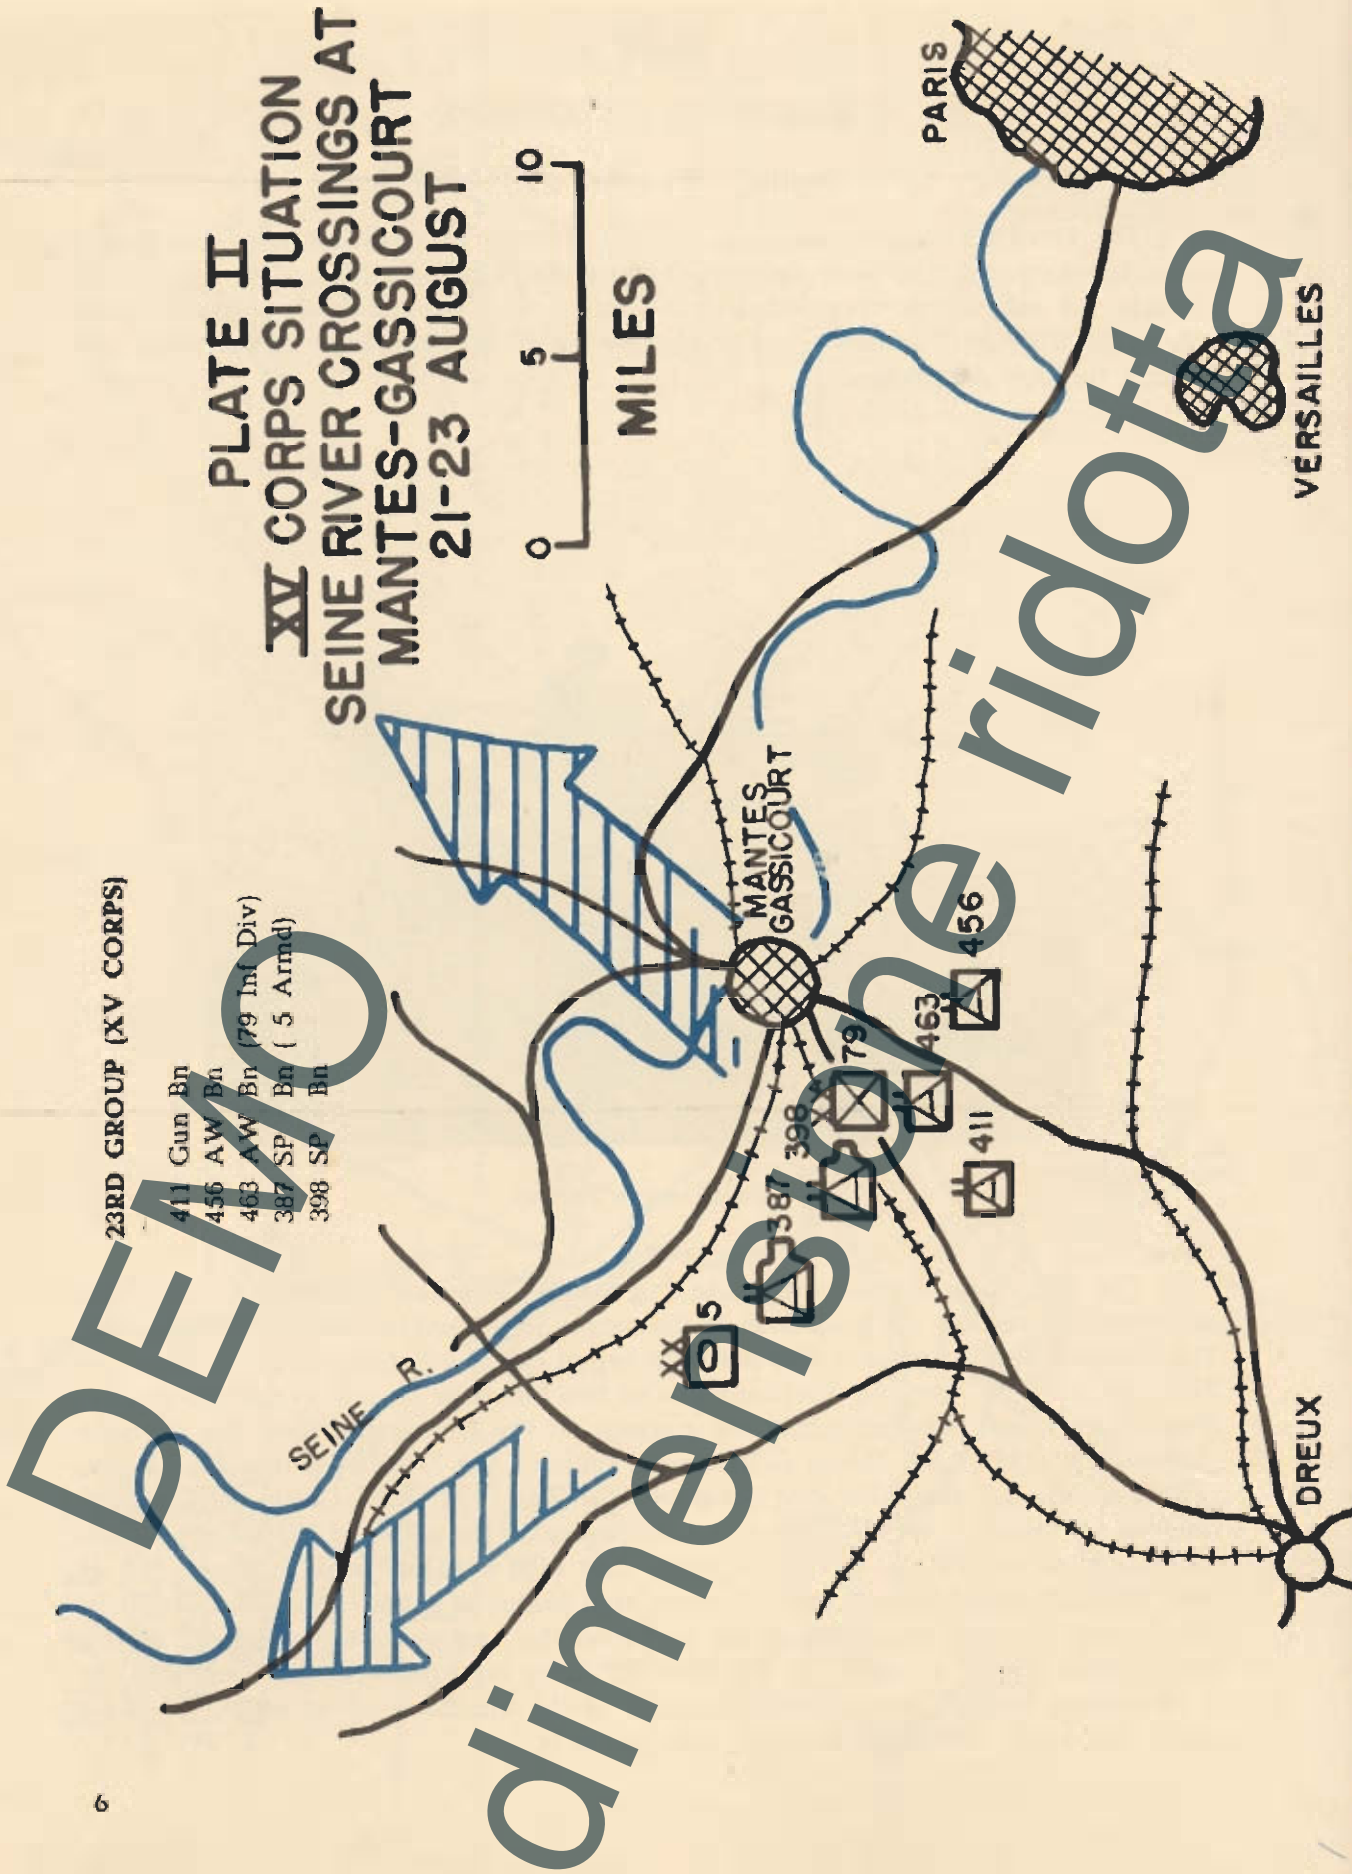 PLATE II
XV CORPS SITUATION
SEINE RIVER CROSSINGS AT
MANTES-GASSICOURT
21-23 AUGUST
0 5 10
MILES
23RD GROUP (XV CORPS)
411 Gun Bn
456 AW Bn
463 AW Bn (79 Inf Div)
387 SP Bn ( 5 Armd)
398 SP Bn
SEINE R.
MANTES
GASSICOURT
PARIS
VERSAILLES
DREUX
XX
5
387
398
XX
79
463
456
411
6
DEMO
dimensione ridotta